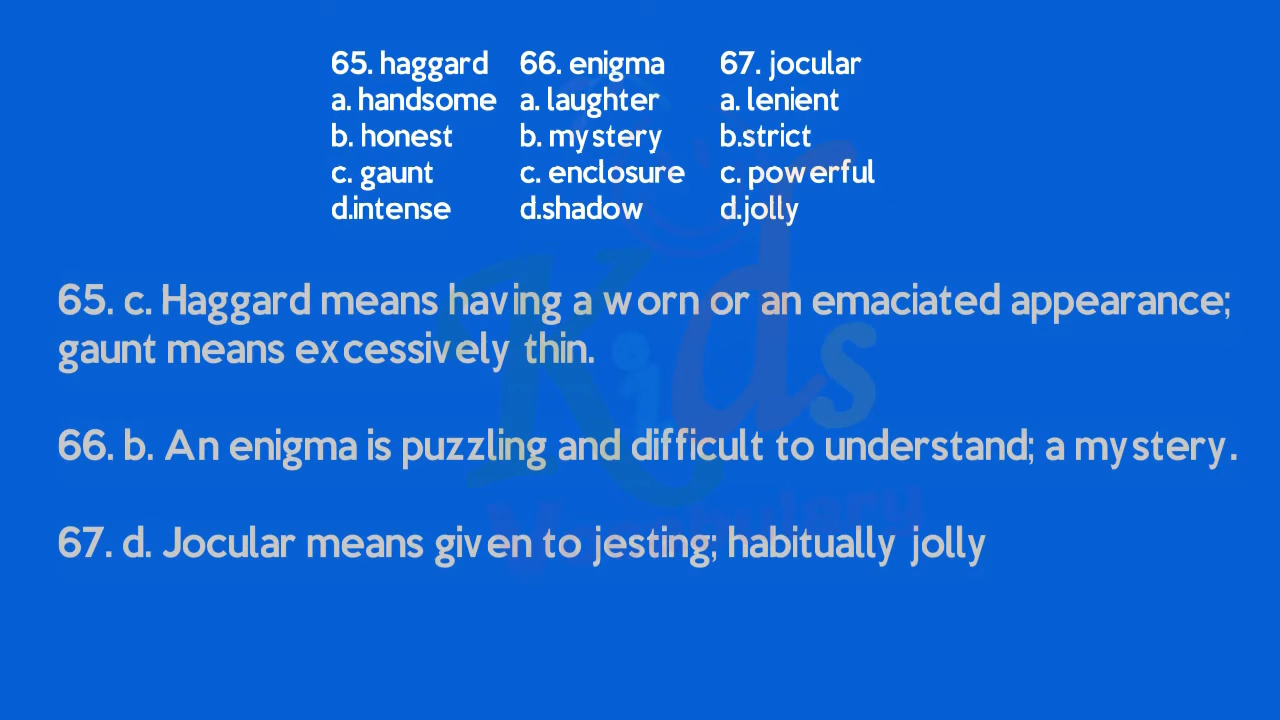 65. haggard
a. handsome
b. honest
c. gaunt
d.intense
66. enigma
a. laughter
b. mystery
c. enclosure
d.shadow
67. jocular
a. lenient
b.strict
c. powerful
d.jolly
65. c. Haggard means having a worn or an emaciated appearance;
gaunt means excessively thin.
66. b. An enigma is puzzling and difficult to understand; a mystery.
67. d. Jocular means given to jesting; habitually jolly
Kids
Vocabulary